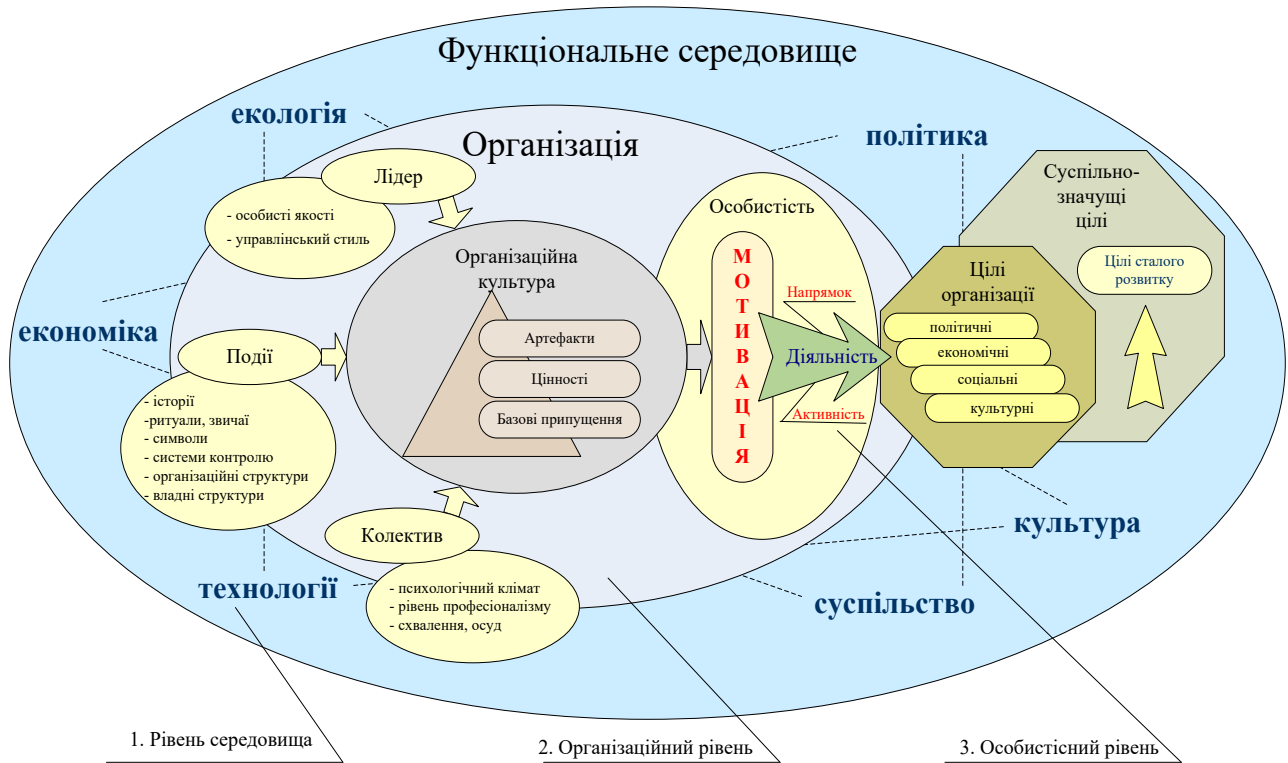 Функціональне середовище
екологія
політика
Організація
Лідер
- особисті якості
- управлінський стиль
Суспільно-
значущі
цілі
Особистість
Організаційна
культура
МОТИВАЦІЯ
Цілі
організації
Цілі сталого
розвитку
Напрямок
економіка
Події
Артефакти
Цінності
Базові припущення
Діяльність
Активність
політичні
економічні
соціальні
культурні
- історії
-ритуали, звичаї
- символи
- системи контролю
- організаційні структури
- владні структури
Колектив
культура
технології
- психологічний клімат
- рівень професіоналізму
- схвалення, осуд
суспільство
1. Рівень середовища
2. Організаційний рівень
3. Особистісний рівень